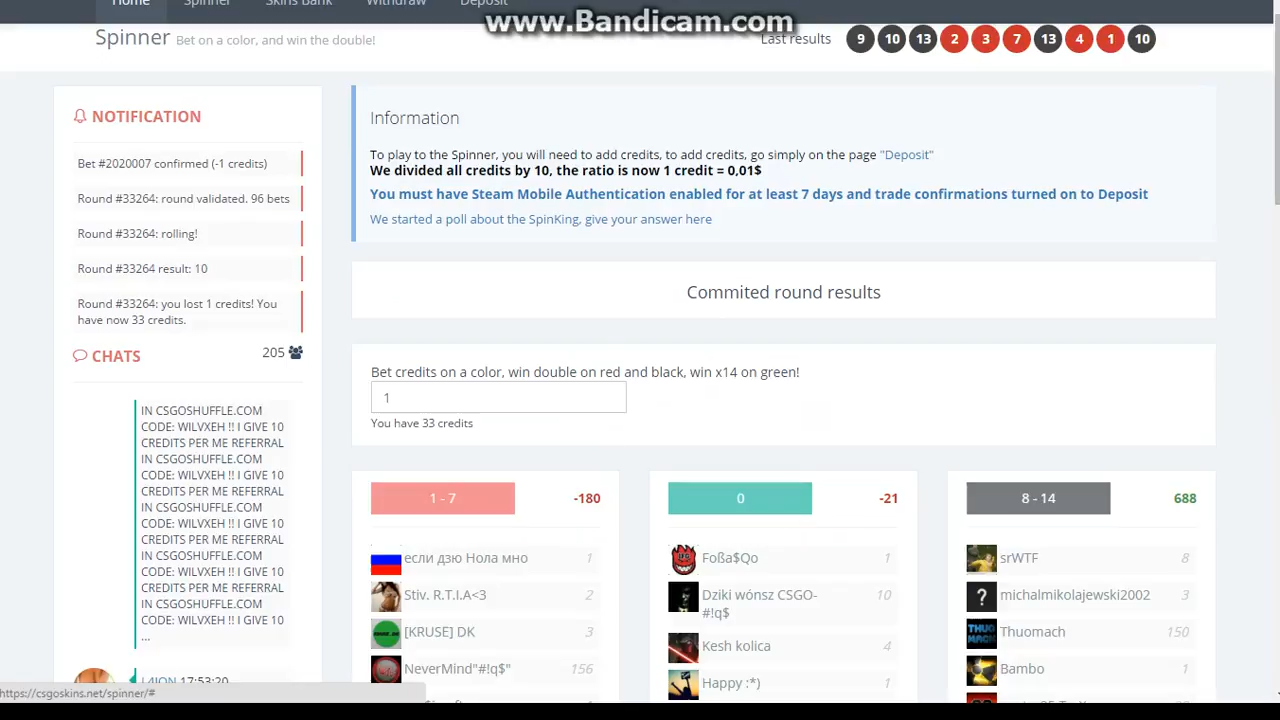 Home Spinner Skins Bank Withdraw Deposit
www.Bandicam.com
Spinner Bet on a color, and win the double!
Last results 9 10 13 2 3 7 13 4 1 10
NOTIFICATION
Bet #2020007 confirmed (-1 credits)
Round #33264: round validated. 96 bets
Round #33264: rolling!
Round #33264 result: 10
Round #33264: you lost 1 credits! You
have now 33 credits.
CHATS 205
IN CSGOSHUFFLE.COM
CODE: WILVXEH !! I GIVE 10
CREDITS PER ME REFERRAL
IN CSGOSHUFFLE.COM
CODE: WILVXEH !! I GIVE 10
CREDITS PER ME REFERRAL
IN CSGOSHUFFLE.COM
CODE: WILVXEH !! I GIVE 10
CREDITS PER ME REFERRAL
IN CSGOSHUFFLE.COM
CODE: WILVXEH !! I GIVE 10
CREDITS PER ME REFERRAL
IN CSGOSHUFFLE.COM
CODE: WILVXEH !! I GIVE 10
...
L4ION 17:53:20
https://csgoskins.net/spinner/#
Information
To play to the Spinner, you will need to add credits, to add credits, go simply on the page "Deposit"
We divided all credits by 10, the ratio is now 1 credit = 0,01$
You must have Steam Mobile Authentication enabled for at least 7 days and trade confirmations turned on to Deposit
We started a poll about the SpinKing, give your answer here
Commited round results
Bet credits on a color, win double on red and black, win x14 on green!
1
You have 33 credits
1 - 7 -180
если дзю Нола мно 1
Stiv. R.T.I.A<3 2
[KRUSE] DK 3
NeverMind"#!q$" 156
0 -21
Foßa$Qo 1
Dziki wónsz CSGO- 10
#!q$
Kesh kolica 4
Happy :*) 1
8 - 14 688
srWTF 8
michalmikolajewski2002 3
Thuomach 150
Bambo 1